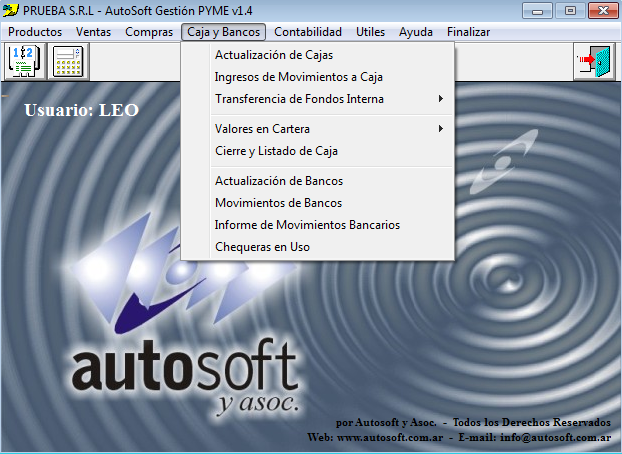 PRUEBA S.R.L - AutoSoft Gestión PYME v1.4
Productos Ventas Compras Caja y Bancos Contabilidad Utiles Ayuda Finalizar
1 2
Actualización de Cajas
Ingresos de Movimientos a Caja
Transferencia de Fondos Interna
Usuario: LEO
Valores en Cartera
Cierre y Listado de Caja
Actualización de Bancos
Movimientos de Bancos
Informe de Movimientos Bancarios
Chequeras en Uso
autosoft
y asoc.
por Autosoft y Asoc. - Todos los Derechos Reservados
Web: www.autosoft.com.ar - E-mail: info@autosoft.com.ar